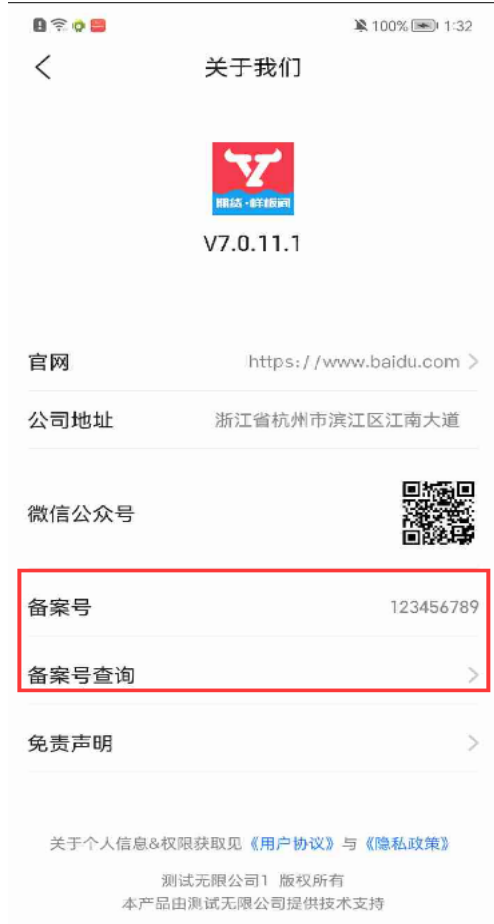 100% 1:32
关于我们
鼎结·样板间
V7.0.11.1
官网 https://www.baidu.com
公司地址 浙江省杭州市滨江区江南大道
微信公众号
备案号 123456789
备案号查询
免责声明
关于个人信息&权限获取见《用户协议》与《隐私政策》
测试无限公司1 版权所有
本产品由测试无限公司提供技术支持